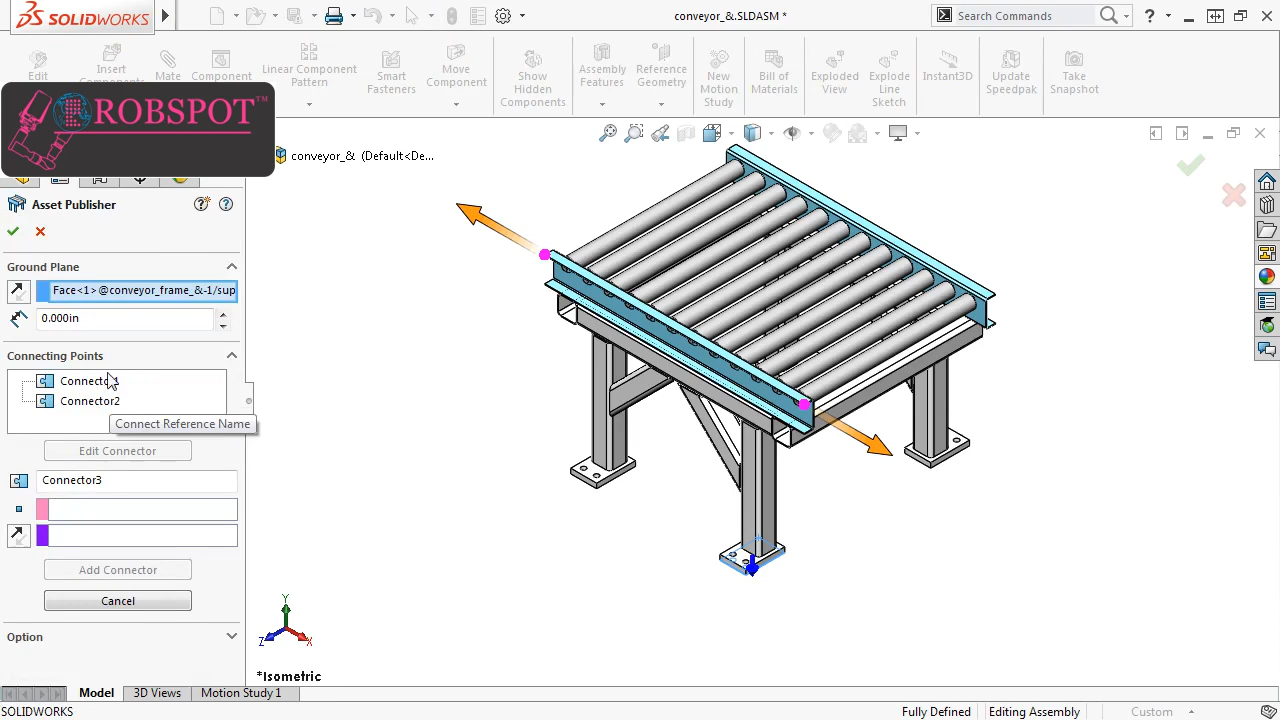 SOLIDWORKS
conveyor_&.SLDASM *
Search Commands
Edit
Insert
Components
Mate
Component
Linear Component
Pattern
Smart
Fasteners
Move
Component
Show
Hidden
Components
Assembly
Features
Reference
Geometry
New
Motion
Study
Bill of
Materials
Exploded
View
Explode
Line
Sketch
Instant3D
Update
Speedpak
Take
Snapshot
ROBSPOT™
conveyor_& (Default<De...
Asset Publisher
Ground Plane
Face<1>@conveyor_frame_&-1/sup
0.000in
Connecting Points
Connector1
Connector2
Connect Reference Name
Edit Connector
Connector3
Add Connector
Cancel
Option
Y
Z
X
*Isometric
Model
3D Views
Motion Study 1
SOLIDWORKS
Fully Defined
Editing Assembly
Custom